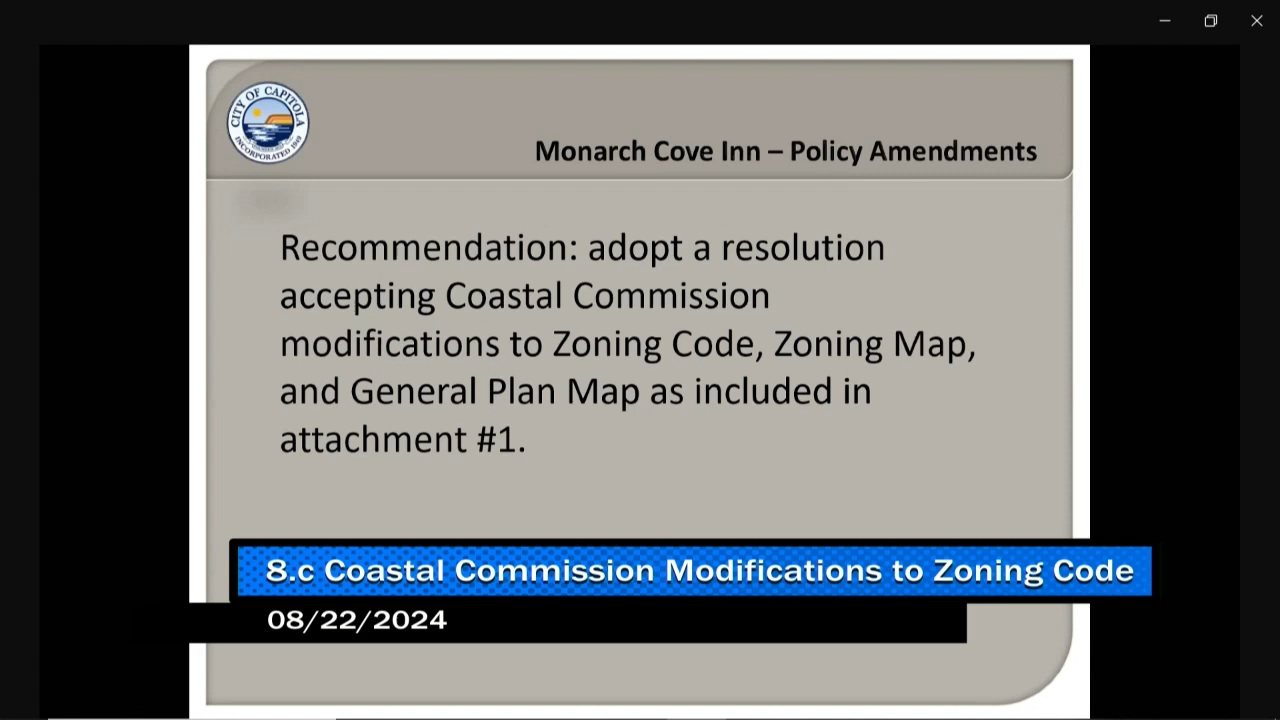 CITY OF CAPITOLA
INCORPORATED 1949
Monarch Cove Inn – Policy Amendments
Recommendation: adopt a resolution
accepting Coastal Commission
modifications to Zoning Code, Zoning Map,
and General Plan Map as included in
attachment #1.
8.c Coastal Commission Modifications to Zoning Code
08/22/2024